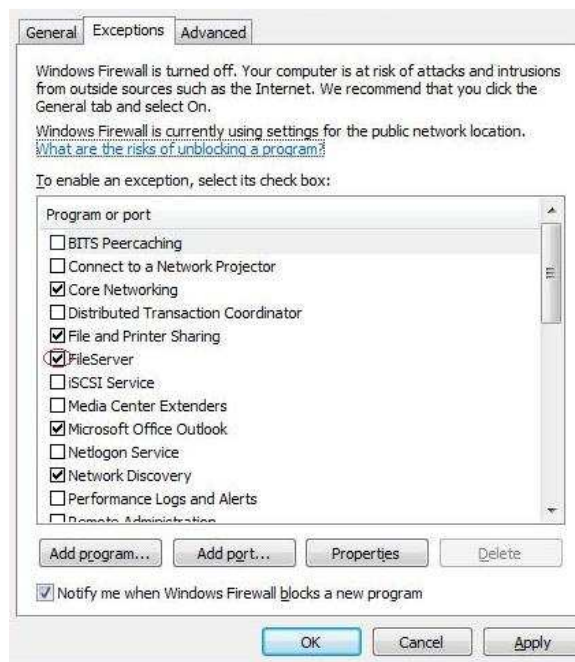 General Exceptions Advanced
Windows Firewall is turned off. Your computer is at risk of attacks and intrusions
from outside sources such as the Internet. We recommend that you click the
General tab and select On.
Windows Firewall is currently using settings for the public network location.
What are the risks of unblocking a program?
To enable an exception, select its check box:
Program or port
BITS Peercaching
Connect to a Network Projector
Core Networking
Distributed Transaction Coordinator
File and Printer Sharing
FileServer
iSCSI Service
Media Center Extenders
Microsoft Office Outlook
Netlogon Service
Network Discovery
Performance Logs and Alerts
Remote Administration
Add program... Add port... Properties Delete
Notify me when Windows Firewall blocks a new program
OK Cancel Apply